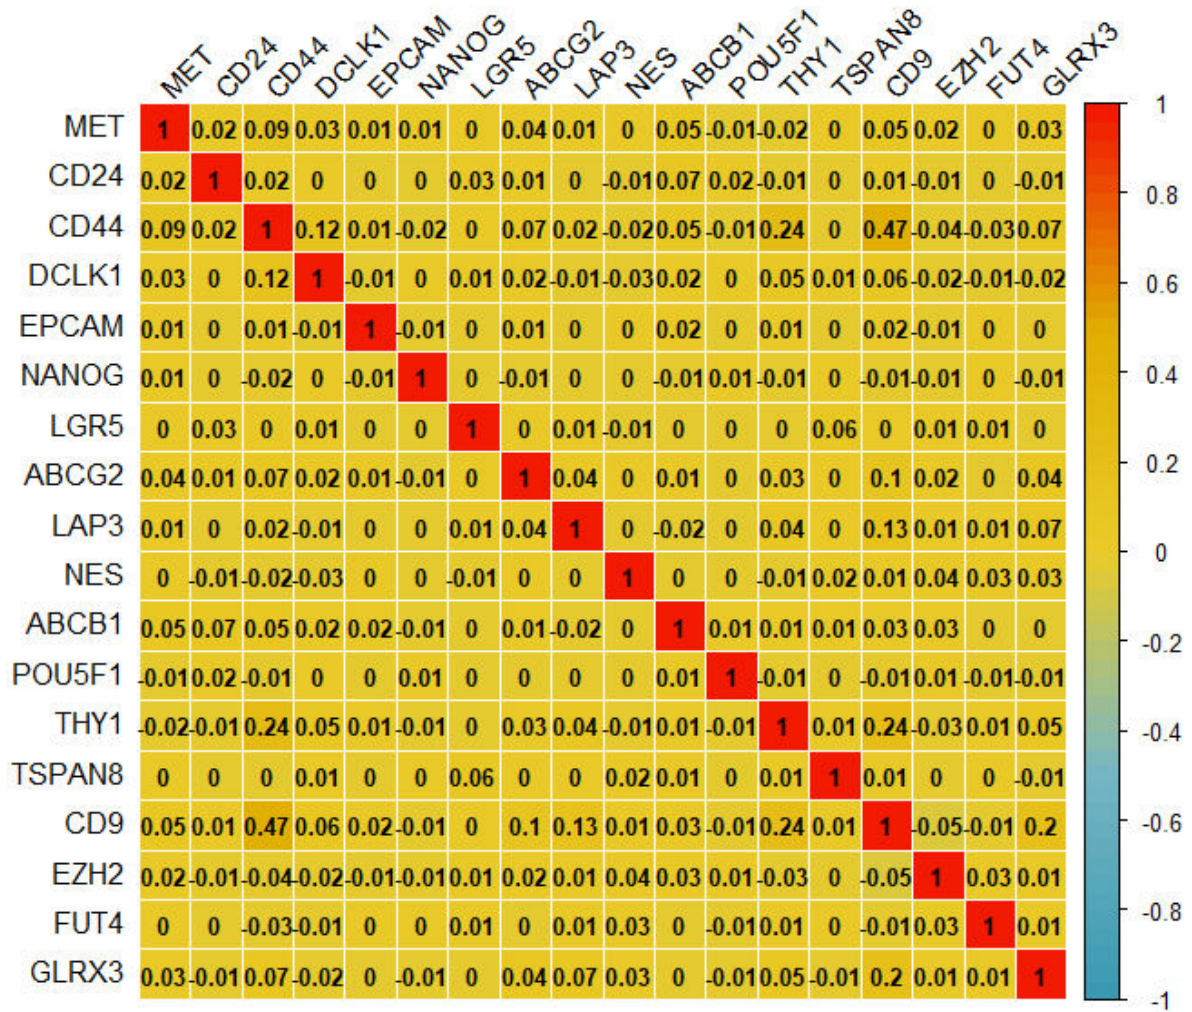 MET CD24 CD44 DCLK1 EPCAM NANOG LGR5 ABCG2 LAP3 NES ABCB1 POU5F1 THY1 TSPAN8 CD9 EZH2 FUT4 GLRX3
MET 1 0.02 0.09 0.03 0.01 0.01 0 0.04 0.01 0 0.05 -0.01 -0.02 0 0.05 0.02 0 0.03
CD24 0.02 1 0.02 0 0 0 0.03 0.01 0 -0.01 0.07 0.02 -0.01 0 0.01 -0.01 0 -0.01
CD44 0.09 0.02 1 0.12 0.01 -0.02 0 0.07 0.02 -0.02 0.05 -0.01 0.24 0 0.47 -0.04 -0.03 0.07
DCLK1 0.03 0 0.12 1 -0.01 0 0.01 0.02 -0.01 -0.03 0.02 0 0.05 0.01 0.06 -0.02 -0.01 -0.02
EPCAM 0.01 0 0.01 -0.01 1 -0.01 0 0.01 0 0 0.02 0 0.01 0 0.02 -0.01 0 0
NANOG 0.01 0 -0.02 0 -0.01 1 0 -0.01 0 0 -0.01 0.01 -0.01 0 -0.01 -0.01 0 -0.01
LGR5 0 0.03 0 0.01 0 0 1 0 0.01 -0.01 0 0 0 0.06 0 0.01 0.01 0
ABCG2 0.04 0.01 0.07 0.02 0.01 -0.01 0 1 0.04 0 0.01 0 0.03 0 0.1 0.02 0 0.04
LAP3 0.01 0 0.02 -0.01 0 0 0.01 0.04 1 0 -0.02 0 0.04 0 0.13 0.01 0.01 0.07
NES 0 -0.01 -0.02 -0.03 0 0 -0.01 0 0 1 0 0 -0.01 0.02 0.01 0.04 0.03 0.03
ABCB1 0.05 0.07 0.05 0.02 0.02 -0.01 0 0.01 -0.02 0 1 0.01 0.01 0.01 0.03 0.03 0 0
POU5F1 -0.01 0.02 -0.01 0 0 0.01 0 0 0 0 0.01 1 -0.01 0 -0.01 0.01 -0.01 -0.01
THY1 -0.02 -0.01 0.24 0.05 0.01 -0.01 0 0.03 0.04 -0.01 0.01 -0.01 1 0.01 0.24 -0.03 0.01 0.05
TSPAN8 0 0 0 0.01 0 0 0.06 0 0 0.02 0.01 0 0.01 1 0.01 0 0 -0.01
CD9 0.05 0.01 0.47 0.06 0.02 -0.01 0 0.1 0.13 0.01 0.03 -0.01 0.24 0.01 1 -0.05 -0.01 0.2
EZH2 0.02 -0.01 -0.04 -0.02 -0.01 -0.01 0.01 0.02 0.01 0.04 0.03 0.01 -0.03 0 -0.05 1 0.03 0.01
FUT4 0 0 -0.03 -0.01 0 0 0.01 0 0.01 0.03 0 -0.01 0.01 0 -0.01 0.03 1 0.01
GLRX3 0.03 -0.01 0.07 -0.02 0 -0.01 0 0.04 0.07 0.03 0 -0.01 0.05 -0.01 0.2 0.01 0.01 1
1
0.8
0.6
0.4
0.2
0
-0.2
-0.4
-0.6
-0.8
-1